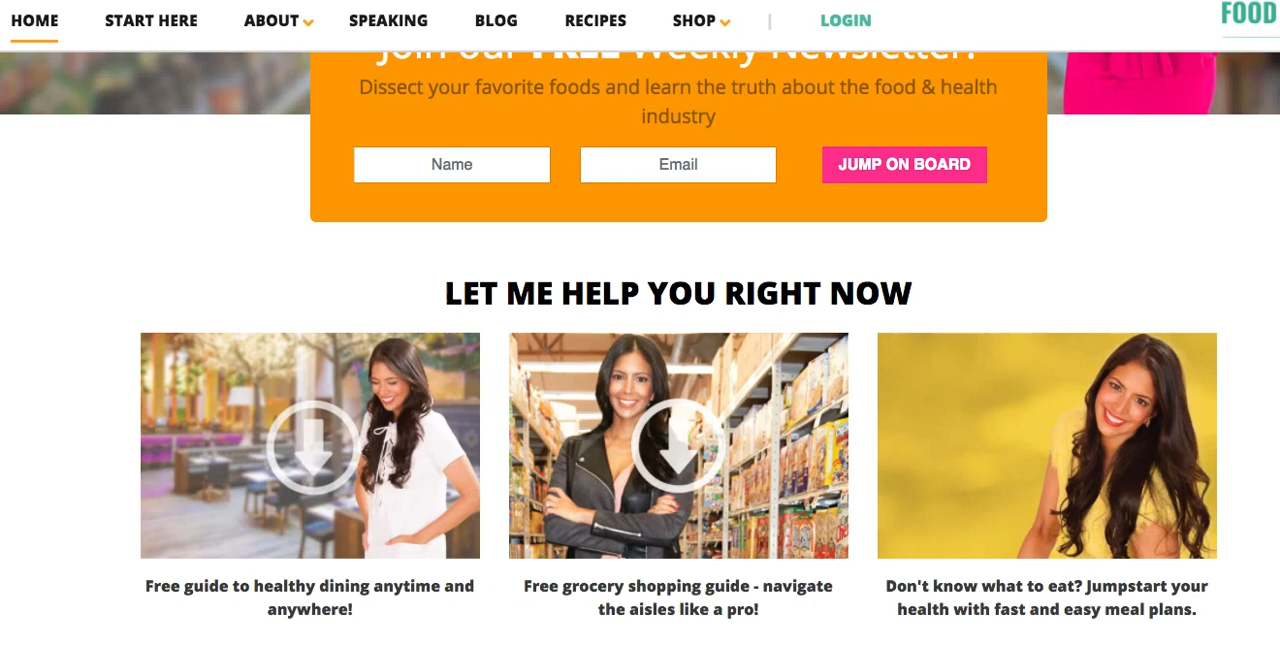 HOME START HERE ABOUT SPEAKING BLOG RECIPES SHOP | LOGIN FOOD
Join our FREE Weekly Newsletter!
Dissect your favorite foods and learn the truth about the food & health
industry
Name Email JUMP ON BOARD
LET ME HELP YOU RIGHT NOW
Free guide to healthy dining anytime and
anywhere!
Free grocery shopping guide - navigate
the aisles like a pro!
Don't know what to eat? Jumpstart your
health with fast and easy meal plans.